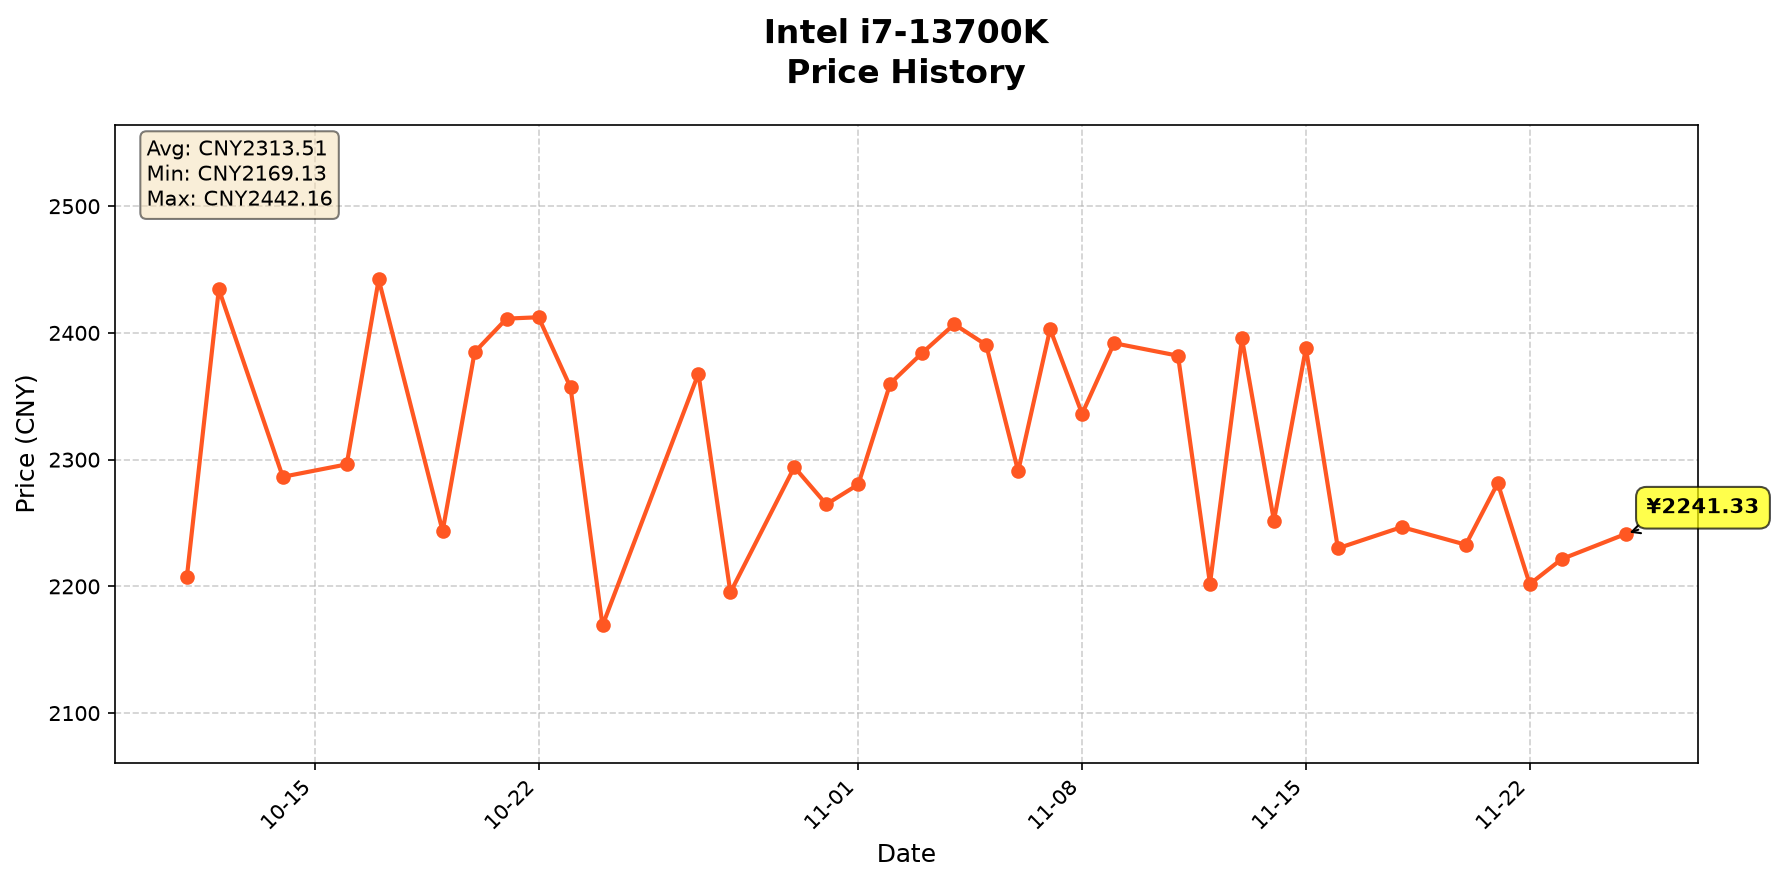 Intel i7-13700K
Price History
Avg: CNY2313.51
Min: CNY2169.13
Max: CNY2442.16
2500
2400
2300
2200
2100
Price (CNY)
¥2241.33
10-15
10-22
11-01
11-08
11-15
11-22
Date